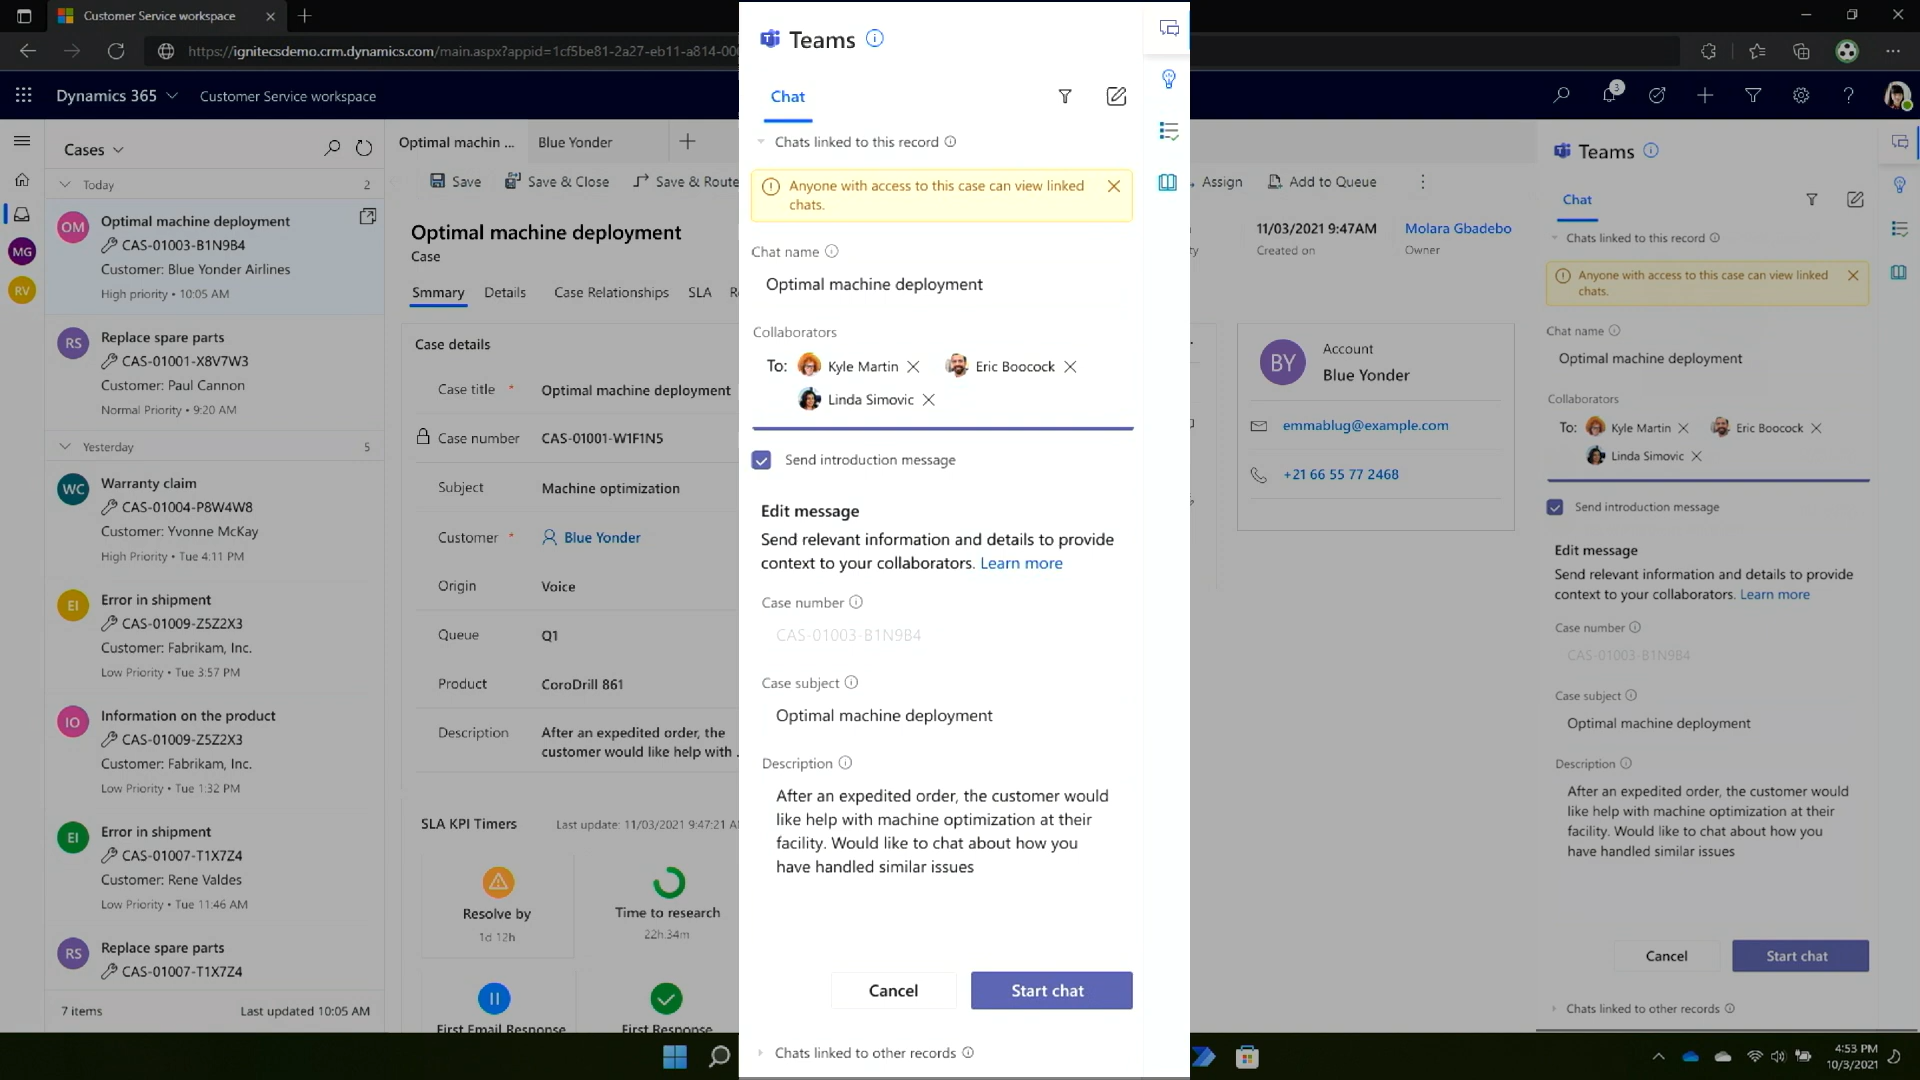 Customer Service workspace
https://ignitecsdemo.crm.dynamics.com/main.aspx?appid=1cf5be81-2a27-eb11-a814-00
Dynamics 365
Customer Service workspace
3
Cases
Today
2
OM
Optimal machine deployment
CAS-01003-B1N9B4
Customer: Blue Yonder Airlines
High priority • 10:05 AM
MG
RV
RS
Replace spare parts
CAS-01001-X8V7W3
Customer: Paul Cannon
Normal Priority • 9:20 AM
Yesterday
5
WC
Warranty claim
CAS-01004-P8W4W8
Customer: Yvonne McKay
High Priority • Tue 4:11 PM
EI
Error in shipment
CAS-01009-Z5Z2X3
Customer: Fabrikam, Inc.
Low Priority • Tue 3:57 PM
IO
Information on the product
CAS-01009-Z5Z2X3
Customer: Fabrikam, Inc.
Low Priority • Tue 1:32 PM
EI
Error in shipment
CAS-01007-T1X7Z4
Customer: Rene Valdes
Low Priority • Tue 11:46 AM
RS
Replace spare parts
CAS-01007-T1X7Z4
7 items
Last updated 10:05 AM
Optimal machin ...
Blue Yonder
Save
Save & Close
Save & Route
Optimal machine deployment
Case
Smmary
Details
Case Relationships
SLA
R
Case details
Case title *
Optimal machine deployment
Case number
CAS-01001-W1F1N5
Subject
Machine optimization
Customer *
Blue Yonder
Origin
Voice
Queue
Q1
Product
CoroDrill 861
Description
After an expedited order, the
customer would like help with .
SLA KPI Timers
Last update: 11/03/2021 9:47:21 A
Resolve by
1d 12h
Time to research
22h 34m
First Email Response
First Response
Teams
Chat
Chats linked to this record
Anyone with access to this case can view linked
chats.
Chat name
Optimal machine deployment
Collaborators
To: Kyle Martin
Eric Boocock
Linda Simovic
Send introduction message
Edit message
Send relevant information and details to provide
context to your collaborators. Learn more
Case number
CAS-01003-B1N9B4
Case subject
Optimal machine deployment
Description
After an expedited order, the customer would
like help with machine optimization at their
facility. Would like to chat about how you
have handled similar issues
Cancel
Start chat
Chats linked to other records
Assign
Add to Queue
11/03/2021 9:47AM
Created on
Molara Gbadebo
Owner
ty
BY
Account
Blue Yonder
emmablug@example.com
+21 66 55 77 2468
Teams
Chat
Chats linked to this record
Anyone with access to this case can view linked
chats.
Chat name
Optimal machine deployment
Collaborators
To: Kyle Martin
Eric Boocock
Linda Simovic
Send introduction message
Edit message
Send relevant information and details to provide
context to your collaborators. Learn more
Case number
CAS-01003-B1N9B4
Case subject
Optimal machine deployment
Description
After an expedited order, the customer would
like help with machine optimization at their
facility. Would like to chat about how you
have handled similar issues
Cancel
Start chat
Chats linked to other records
4:53 PM
10/3/2021